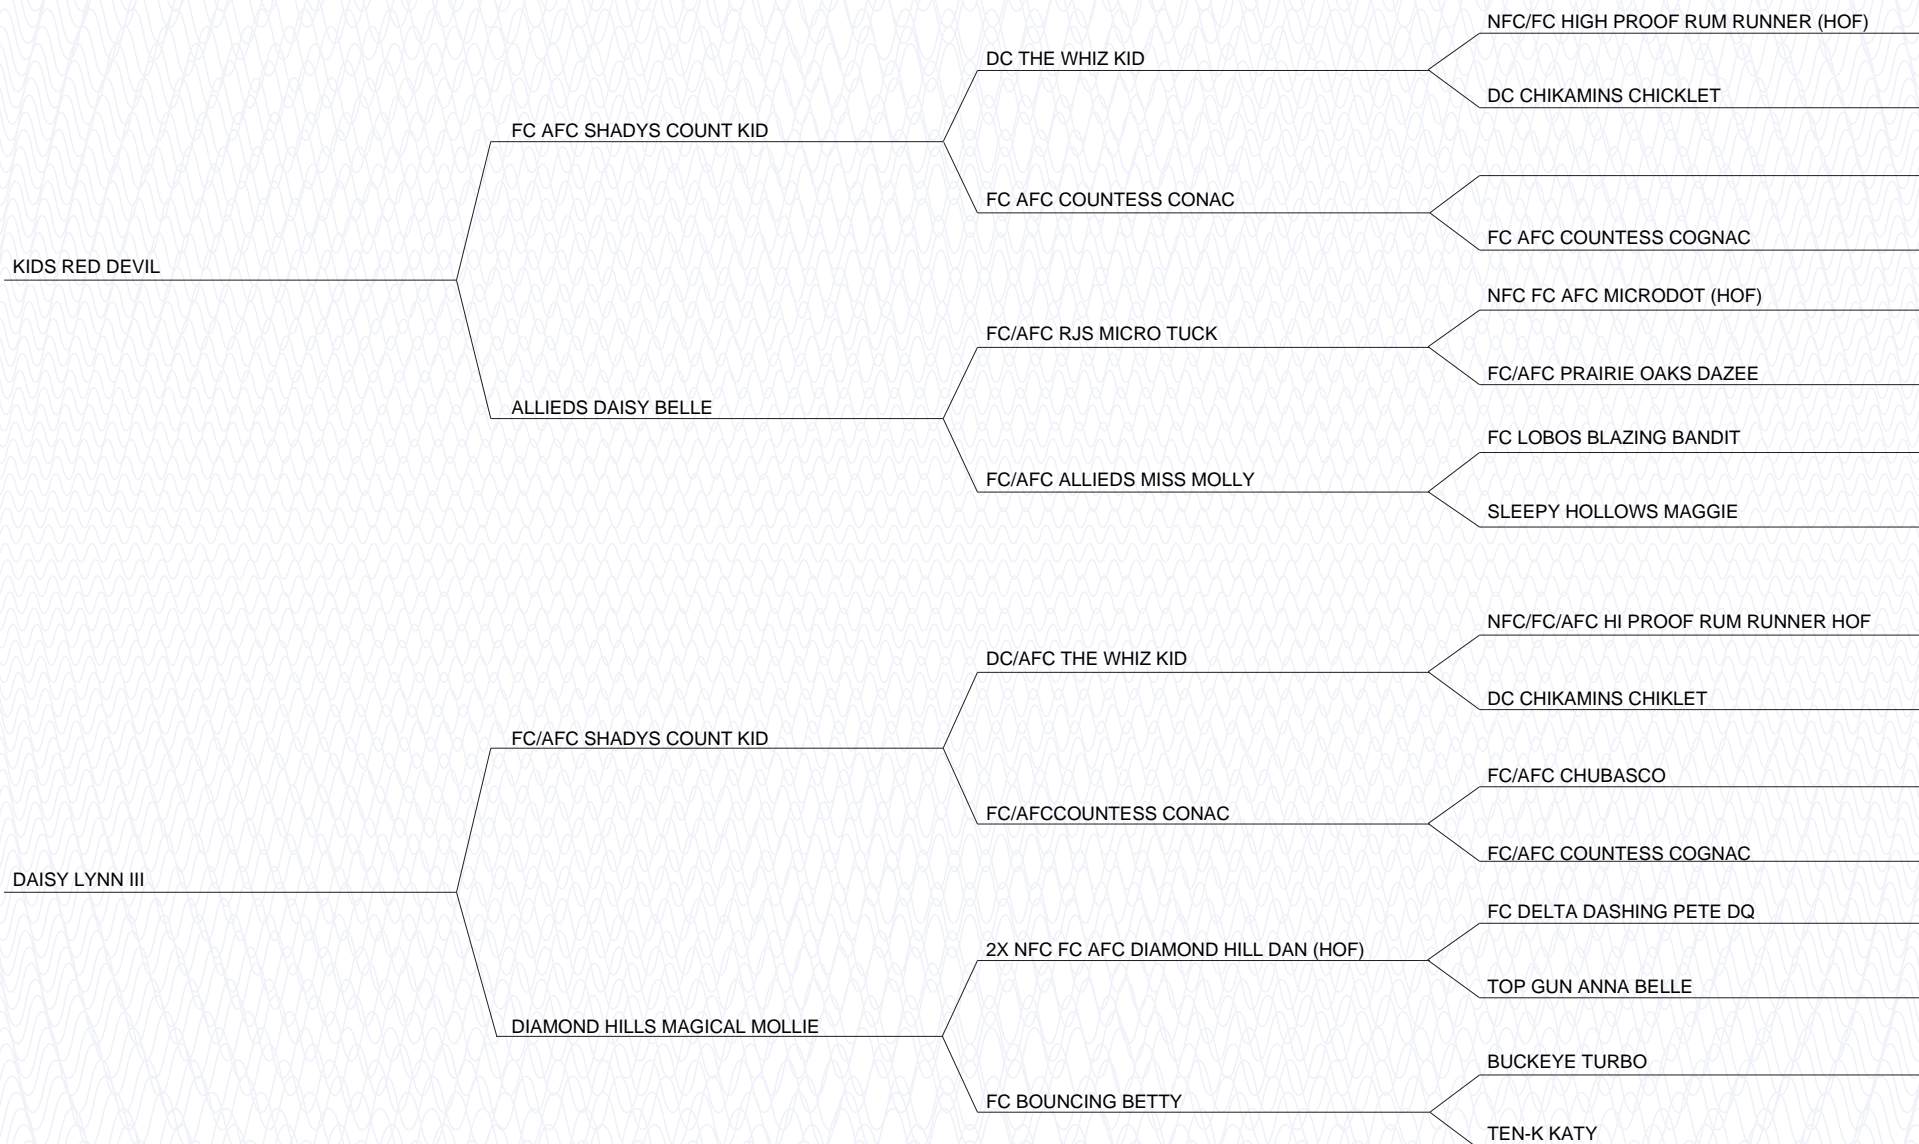 NFC/FC HIGH PROOF RUM RUNNER (HOF)
DC THE WHIZ KID
DC CHIKAMINS CHICKLET
FC AFC SHADYS COUNT KID
FC AFC COUNTESS CONAC
FC AFC COUNTESS COGNAC
KIDS RED DEVIL
NFC FC AFC MICRODOT (HOF)
FC/AFC RJS MICRO TUCK
FC/AFC PRAIRIE OAKS DAZEE
ALLIEDS DAISY BELLE
FC LOBOS BLAZING BANDIT
FC/AFC ALLIEDS MISS MOLLY
SLEEPY HOLLOWS MAGGIE
NFC/FC/AFC HI PROOF RUM RUNNER HOF
DC/AFC THE WHIZ KID
DC CHIKAMINS CHIKLET
FC/AFC SHADYS COUNT KID
FC/AFC CHUBASCO
FC/AFCCOUNTESS CONAC
FC/AFC COUNTESS COGNAC
DAISY LYNN III
FC DELTA DASHING PETE DQ
2X NFC FC AFC DIAMOND HILL DAN (HOF)
TOP GUN ANNA BELLE
DIAMOND HILLS MAGICAL MOLLIE
BUCKEYE TURBO
FC BOUNCING BETTY
TEN-K KATY